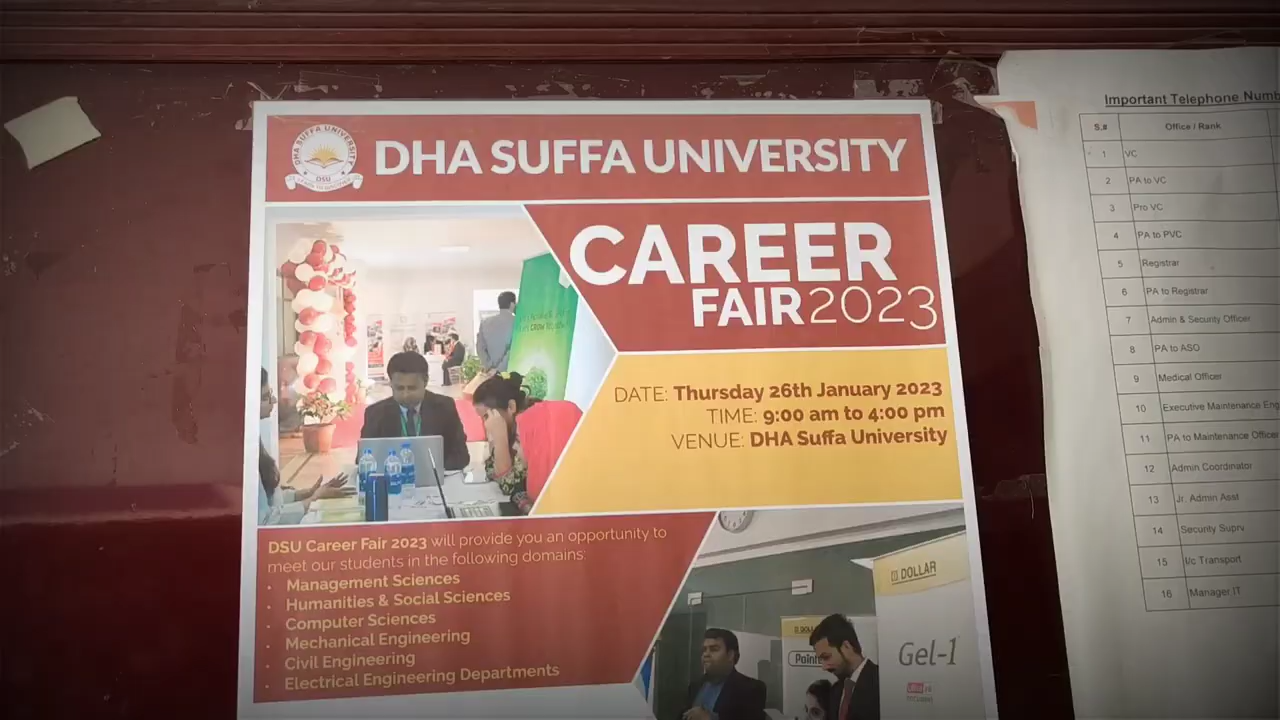 DHA SUFFA UNIVERSITY
DSU
DHA SUFFA UNIVERSITY
CAREER
FAIR 2023
DATE: Thursday 26th January 2023
TIME: 9:00 am to 4:00 pm
VENUE: DHA Suffa University
DSU Career Fair 2023 will provide you an opportunity to
meet our students in the following domains:
• Management Sciences
• Humanities & Social Sciences
• Computer Sciences
• Mechanical Engineering
• Civil Engineering
• Electrical Engineering Departments
DOLLAR
Gel-1
Important Telephone Numb
S.# Office / Rank
1 VC
2 PA to VC
3 Pro VC
4 PA to PVC
5 Registrar
6 PA to Registrar
7 Admin & Security Officer
8 PA to ASO
9 Medical Officer
10 Executive Maintenance Eng
11 PA to Maintenance Officer
12 Admin Coordinator
13 Jr. Admin Asst
14 Security Suprv
15 I/c Transport
16 Manager IT